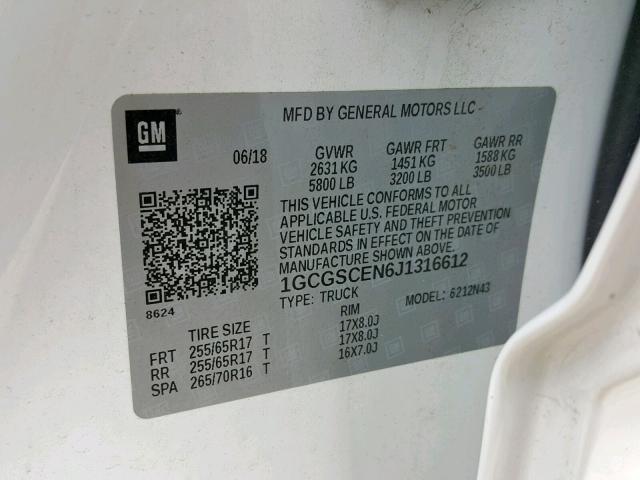 GM
MFD BY GENERAL MOTORS LLC
06/18
GVWR GAWR FRT GAWR RR
2631 KG 1451 KG 1588 KG
5800 LB 3200 LB 3500 LB
THIS VEHICLE CONFORMS TO ALL
APPLICABLE U.S. FEDERAL MOTOR
VEHICLE SAFETY AND THEFT PREVENTION
STANDARDS IN EFFECT ON THE DATE OF
MANUFACTURE SHOWN ABOVE.
1GCGSCEN6J1316612
TYPE: TRUCK MODEL: 6212N43
8624
TIRE SIZE RIM
FRT 255/65R17 T 17X8.0J
RR 255/65R17 T 17X8.0J
SPA 265/70R16 T 16X7.0J